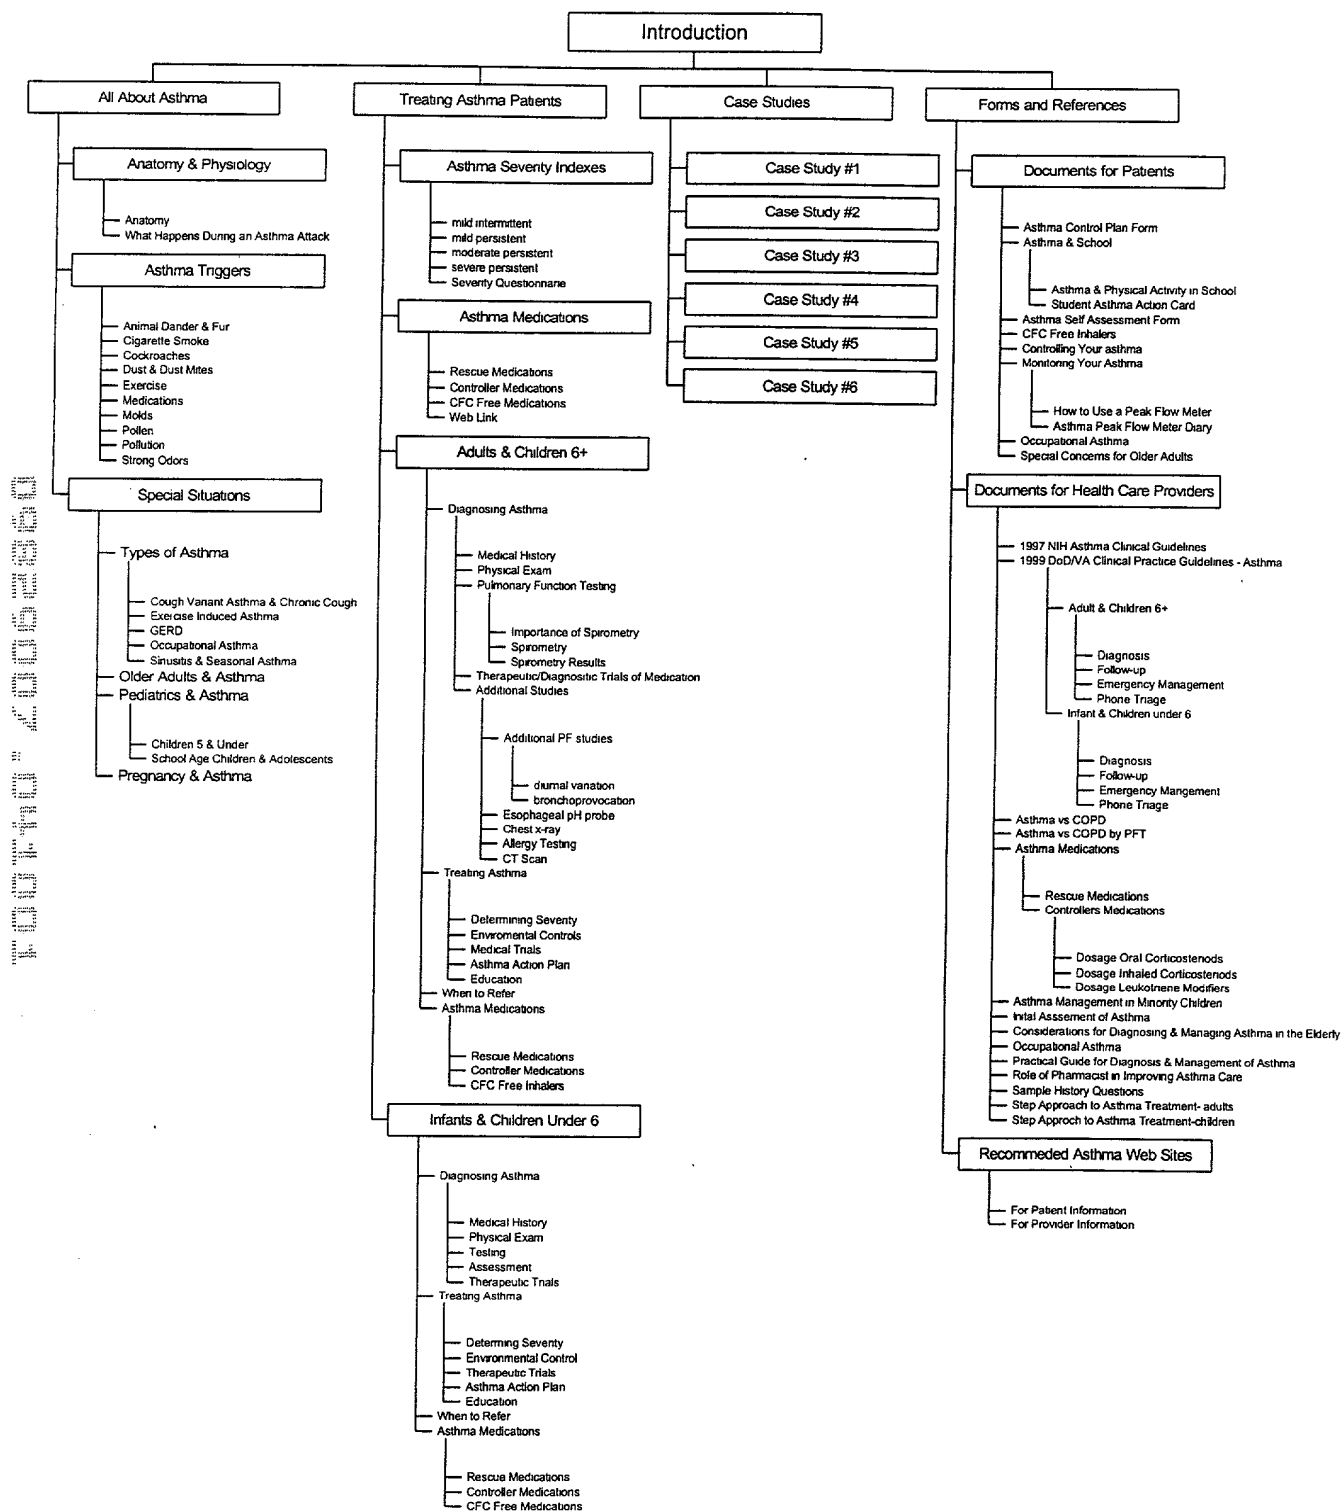 Introduction
All About Asthma
Anatomy & Physiology
Anatomy
What Happens During an Asthma Attack
Asthma Triggers
Animal Dander & Fur
Cigarette Smoke
Cockroaches
Dust & Dust Mites
Exercise
Medications
Molds
Pollen
Pollution
Strong Odors
Special Situations
Types of Asthma
Cough Variant Asthma & Chronic Cough
Exercise Induced Asthma
GERD
Occupational Asthma
Sinusitis & Seasonal Asthma
Older Adults & Asthma
Pediatrics & Asthma
Children 5 & Under
School Age Children & Adolescents
Pregnancy & Asthma
Treating Asthma Patients
Asthma Severity Indexes
mild intermittent
mild persistent
moderate persistent
severe persistent
Severity Questionnarie
Asthma Medications
Rescue Medications
Controller Medications
CFC Free Medications
Web Link
Adults & Children 6+
Diagnosing Asthma
Medical History
Physical Exam
Pulmonary Function Testing
Importance of Spirometry
Spirometry
Spirometry Results
Therapeutic/Diagnositic Trials of Medication
Additional Studies
Additional PF studies
diurnal variation
bronchoprovocation
Esophageal pH probe
Chest x-ray
Allergy Testing
CT Scan
Treating Asthma
Determining Severity
Enviromental Controls
Medical Trials
Asthma Action Plan
Education
When to Refer
Asthma Medications
Rescue Medications
Controller Medications
CFC Free Inhalers
Infants & Children Under 6
Diagnosing Asthma
Medical History
Physical Exam
Testing
Assessment
Therapeutic Trials
Treating Asthma
Determing Severity
Environmental Control
Therapeutic Trials
Asthma Action Plan
Education
When to Refer
Asthma Medications
Rescue Medications
Controller Medications
CFC Free Medications
Case Studies
Case Study #1
Case Study #2
Case Study #3
Case Study #4
Case Study #5
Case Study #6
Forms and References
Documents for Patients
Asthma Control Plan Form
Asthma & School
Asthma & Physical Activity in School
Student Asthma Action Card
Asthma Self Assessment Form
CFC Free Inhalers
Controlling Your asthma
Monitoring Your Asthma
How to Use a Peak Flow Meter
Asthma Peak Flow Meter Diary
Occupational Asthma
Special Concerns for Older Adults
Documents for Health Care Providers
1997 NIH Asthma Clinical Guidelines
1999 DoD/VA Clinical Practice Guidelines - Asthma
Adult & Children 6+
Diagnosis
Follow-up
Emergency Management
Phone Triage
Infant & Children under 6
Diagnosis
Follow-up
Emergency Mangement
Phone Triage
Asthma vs COPD
Asthma vs COPD by PFT
Asthma Medications
Rescue Medications
Controllers Medications
Dosage Oral Corticosteriods
Dosage Inhaled Corticosteriods
Dosage Leukotriene Modifiers
Asthma Management in Minority Children
Inital Asssement of Asthma
Considerations for Diagnosing & Managing Asthma in the Elderly
Occupational Asthma
Practical Guide for Diagnosis & Management of Asthma
Role of Pharmacist in Improving Asthma Care
Sample History Questions
Step Approach to Asthma Treatment- adults
Step Approch to Asthma Treatment-children
Recommeded Asthma Web Sites
For Patient Information
For Provider Information